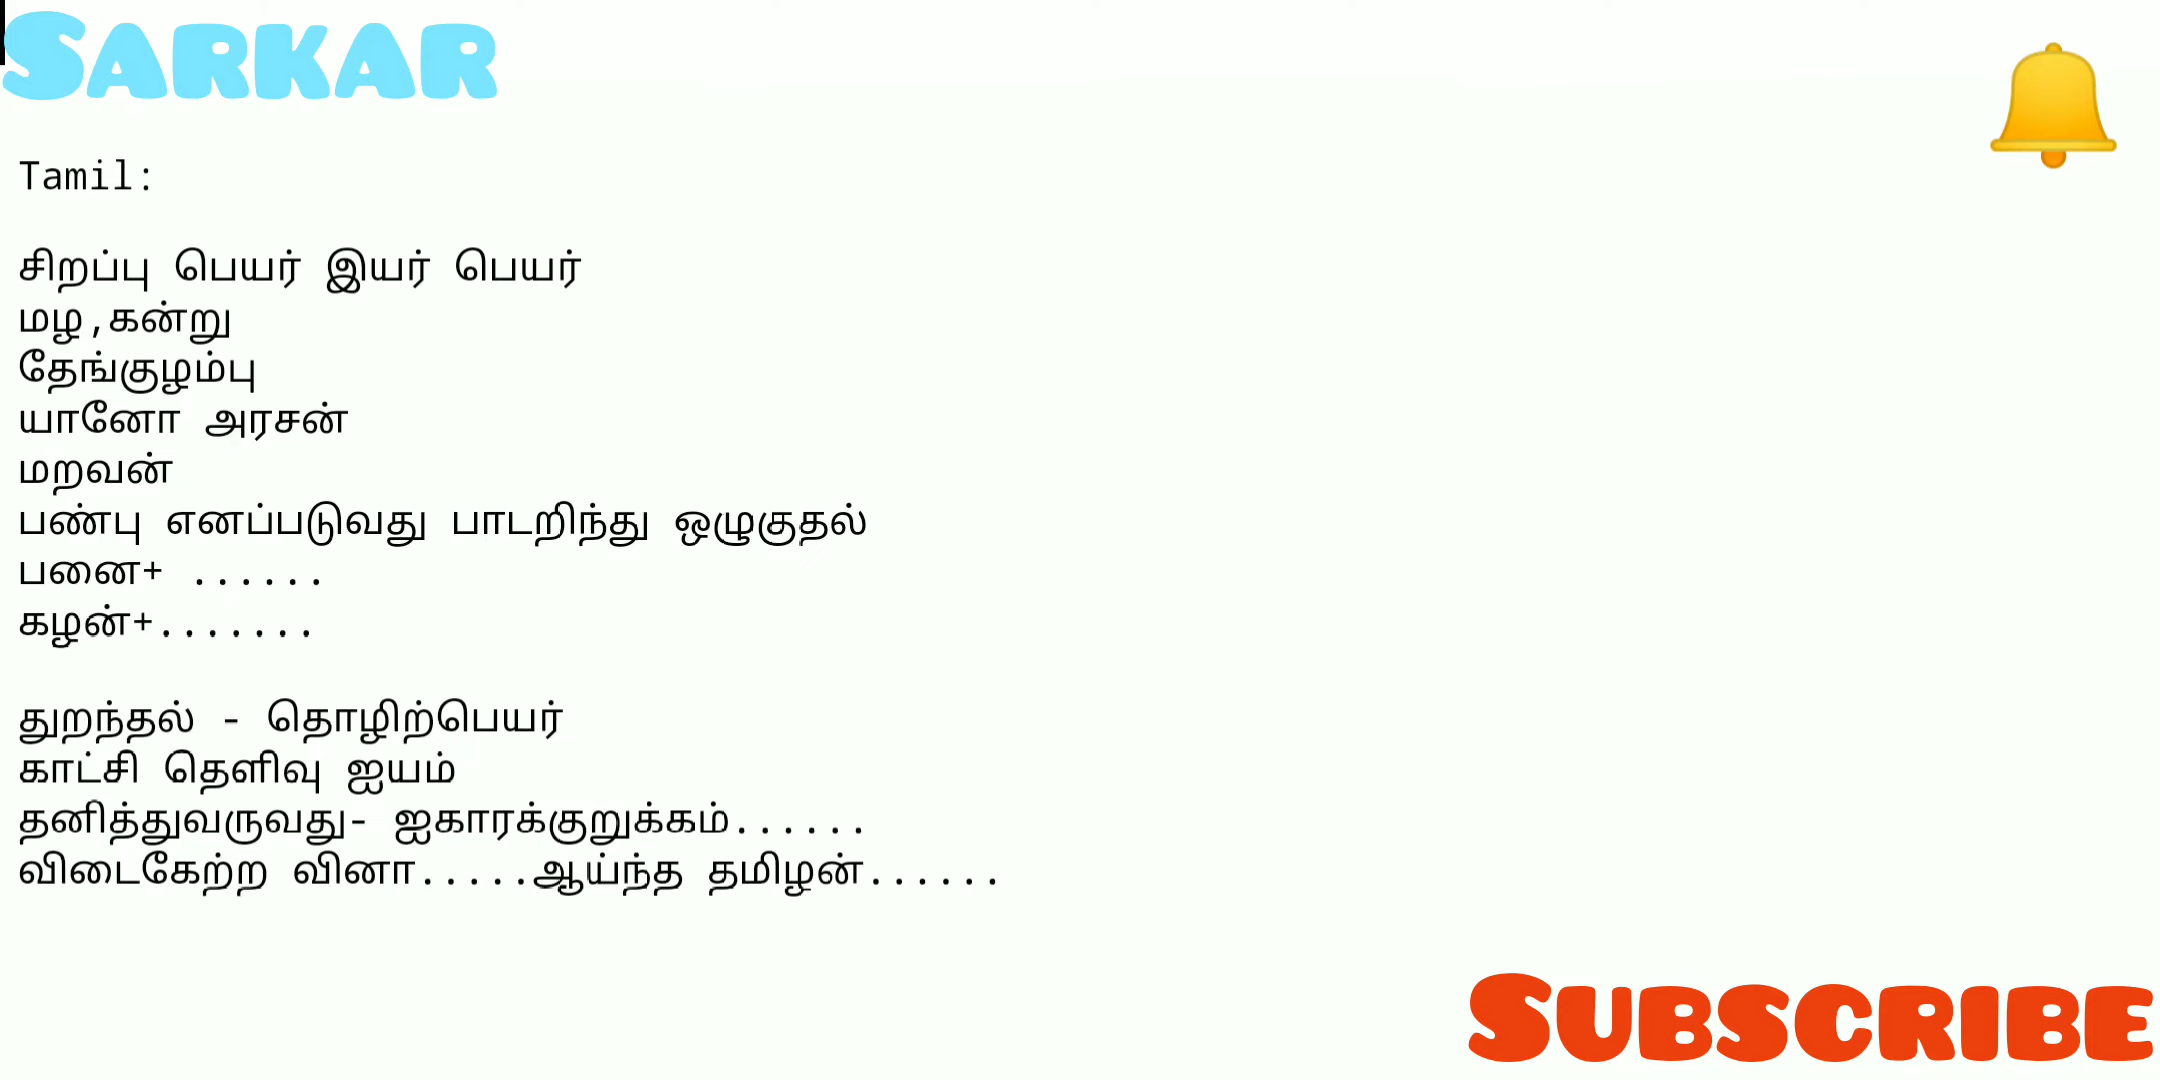 SARKAR
Tamil:
சிறப்பு பெயர் இயர் பெயர்
மழ,கன்று
தேங்குழம்பு
யானோ அரசன்
மறவன்
பண்பு எனப்படுவது பாடறிந்து ஒழுகுதல்
பனை+ ......
கழன்+.......
துறந்தல் - தொழிற்பெயர்
காட்சி தெளிவு ஐயம்
தனித்துவருவது- ஐகாரக்குறுக்கம்......
விடைகேற்ற வினா.....ஆய்ந்த தமிழன்......
SUBSCRIBE